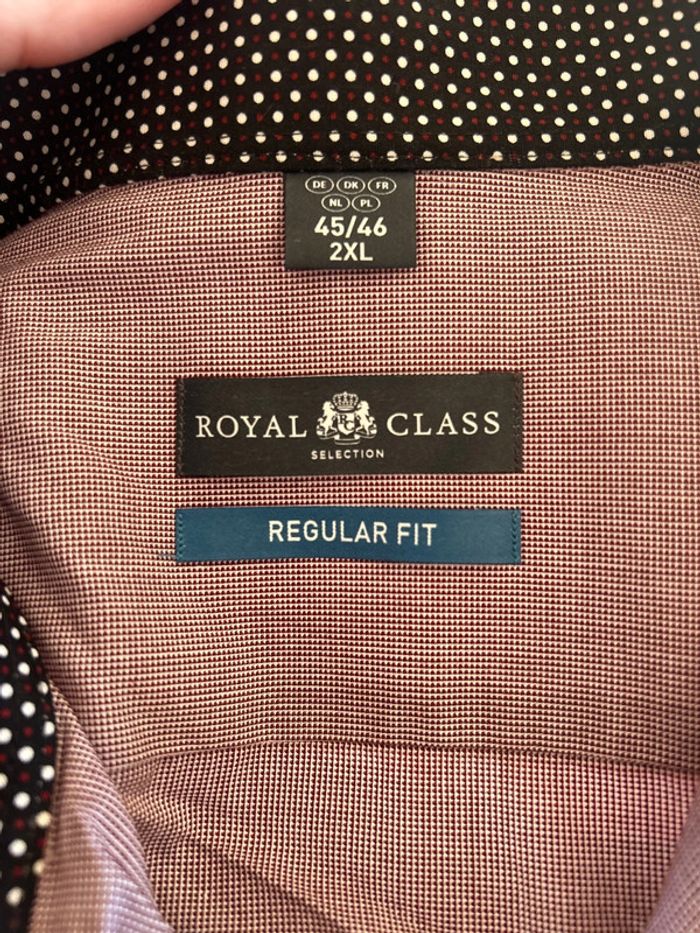 DE DK FR
NL PL
45/46
2XL
ROYAL CLASS
SELECTION
REGULAR FIT